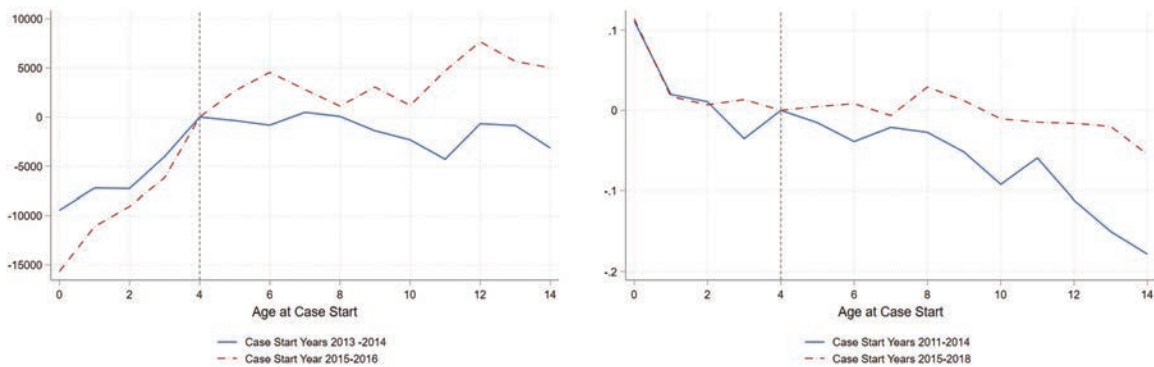 10000
5000
0
-5000
-10000
-15000
0 2 4 6 8 10 12 14
Age at Case Start
Case Start Years 2013 -2014
Case Start Year 2015-2016
.1
0
-.1
-.2
0 2 4 6 8 10 12 14
Age at Case Start
Case Start Years 2011-2014
Case Start Years 2015-2018